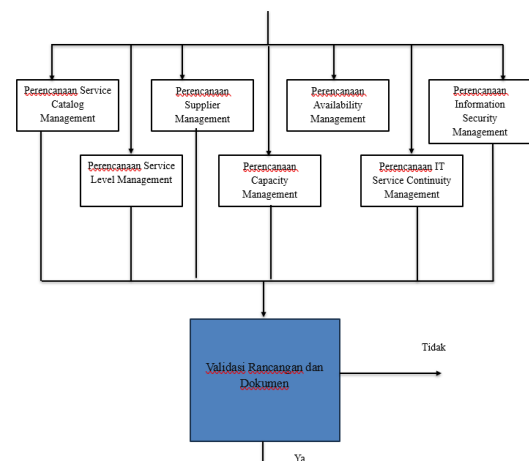 Perencanaan Service
Catalog
Management
Perencanaan
Supplier
Management
Perencanaan
Availability
Management
Perencanaan
Information
Security
Management
Perencanaan Service
Level Management
Perencanaan
Capacity
Management
Perencanaan IT
Service Continuity
Management
Validasi Rancangan dan
Dokumen
Tidak
Ya